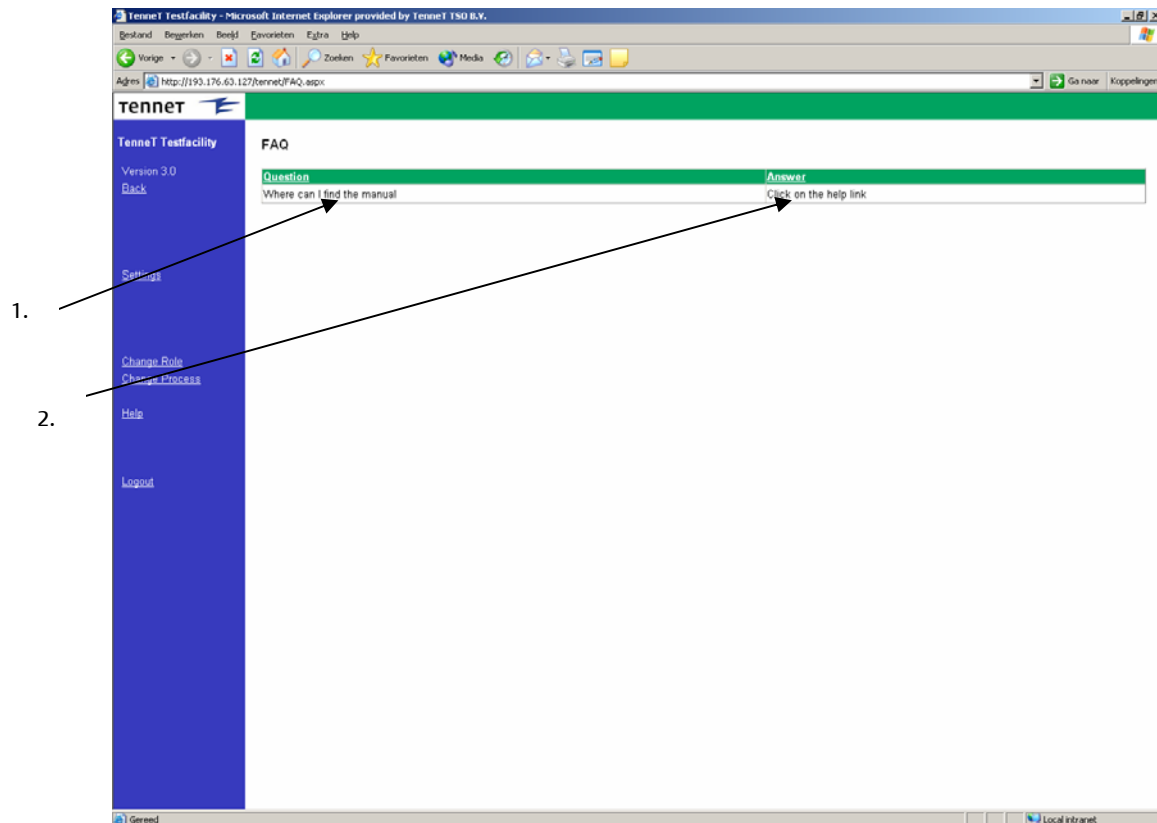 TenneT Testfacility - Microsoft Internet Explorer provided by TenneT TSO B.V.
Bestand Bewerken Beeld Favorieten Extra Help
Vorige Zoeken Favorieten Media
Adres http://193.176.63.127/tennet/FAQ.aspx Ga naar Koppelingen
TenneT
TenneT Testfacility
FAQ
Version 3.0
Back
Question Answer
Where can I find the manual Click on the help link
Settings
1.
Change Role
Change Process
Help
2.
Logout
Gereed Local intranet